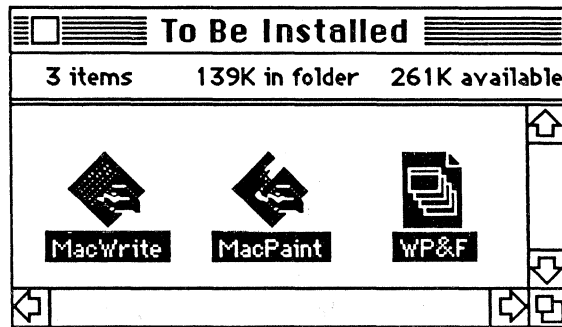 To Be Installed
3 items 139K in folder 261K available
MacWrite MacPaint WP&F